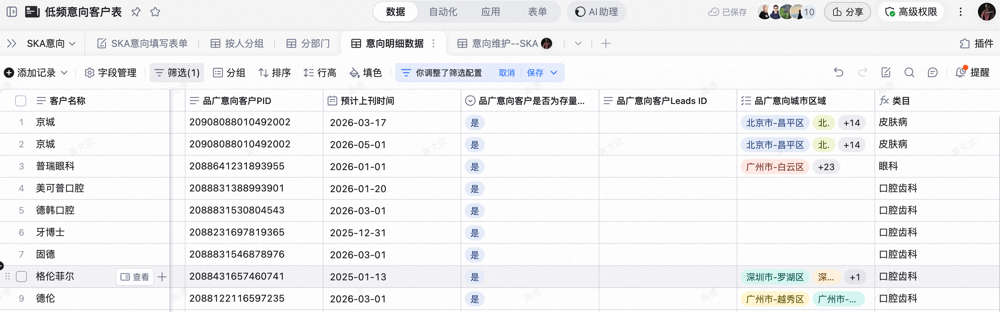 低频意向客户表 数据 自动化 应用 表单 AI助理 已保存 10 分享 高级权限
SKA意向 SKA意向填写表单 按人分组 分部门 意向明细数据 意向维护--SKA 插件
添加记录 字段管理 筛选(1) 分组 排序 行高 填色 你调整了筛选配置 取消 保存 提醒
客户名称 品广意向客户PID 预计上刊时间 品广意向客户是否为存量... 品广意向客户Leads ID 品广意向城市区域 fx 类目
1 京城 20908088010492002 2026-03-17 是 北京市-昌平区 北. +14 皮肤病
2 京城 20908088010492002 2026-05-01 是 北京市-昌平区 北. +14 皮肤病
3 普瑞眼科 2088641231893955 2026-01-01 是 广州市-白云区 +23 眼科
4 美可普口腔 2088831388993901 2026-01-20 是 口腔齿科
5 德韩口腔 2088831530804543 2026-03-01 是 口腔齿科
6 牙博士 2088231697819365 2025-12-31 是 口腔齿科
7 固德 2088831546878976 2026-03-01 是 口腔齿科
格伦菲尔 查看 2088431657460741 2025-01-13 是 深圳市-罗湖区 深... +1 口腔齿科
9 德伦 2088122116597235 2026-03-01 是 广州市-越秀区 广州市-... 口腔齿科
高德
黄文武